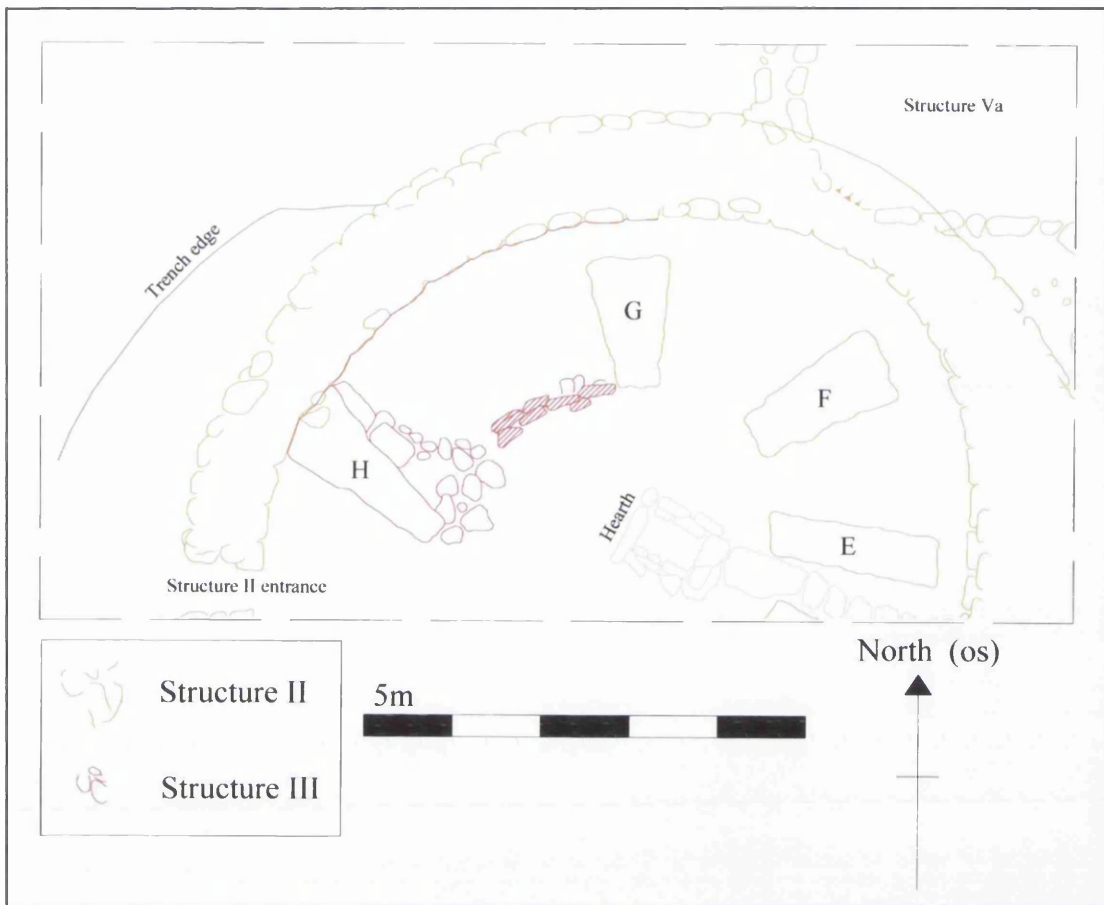 Structure Va
Trench edge
G
F
H
Hearth
E
Structure II entrance
North (os)
Structure II
5m
Structure III